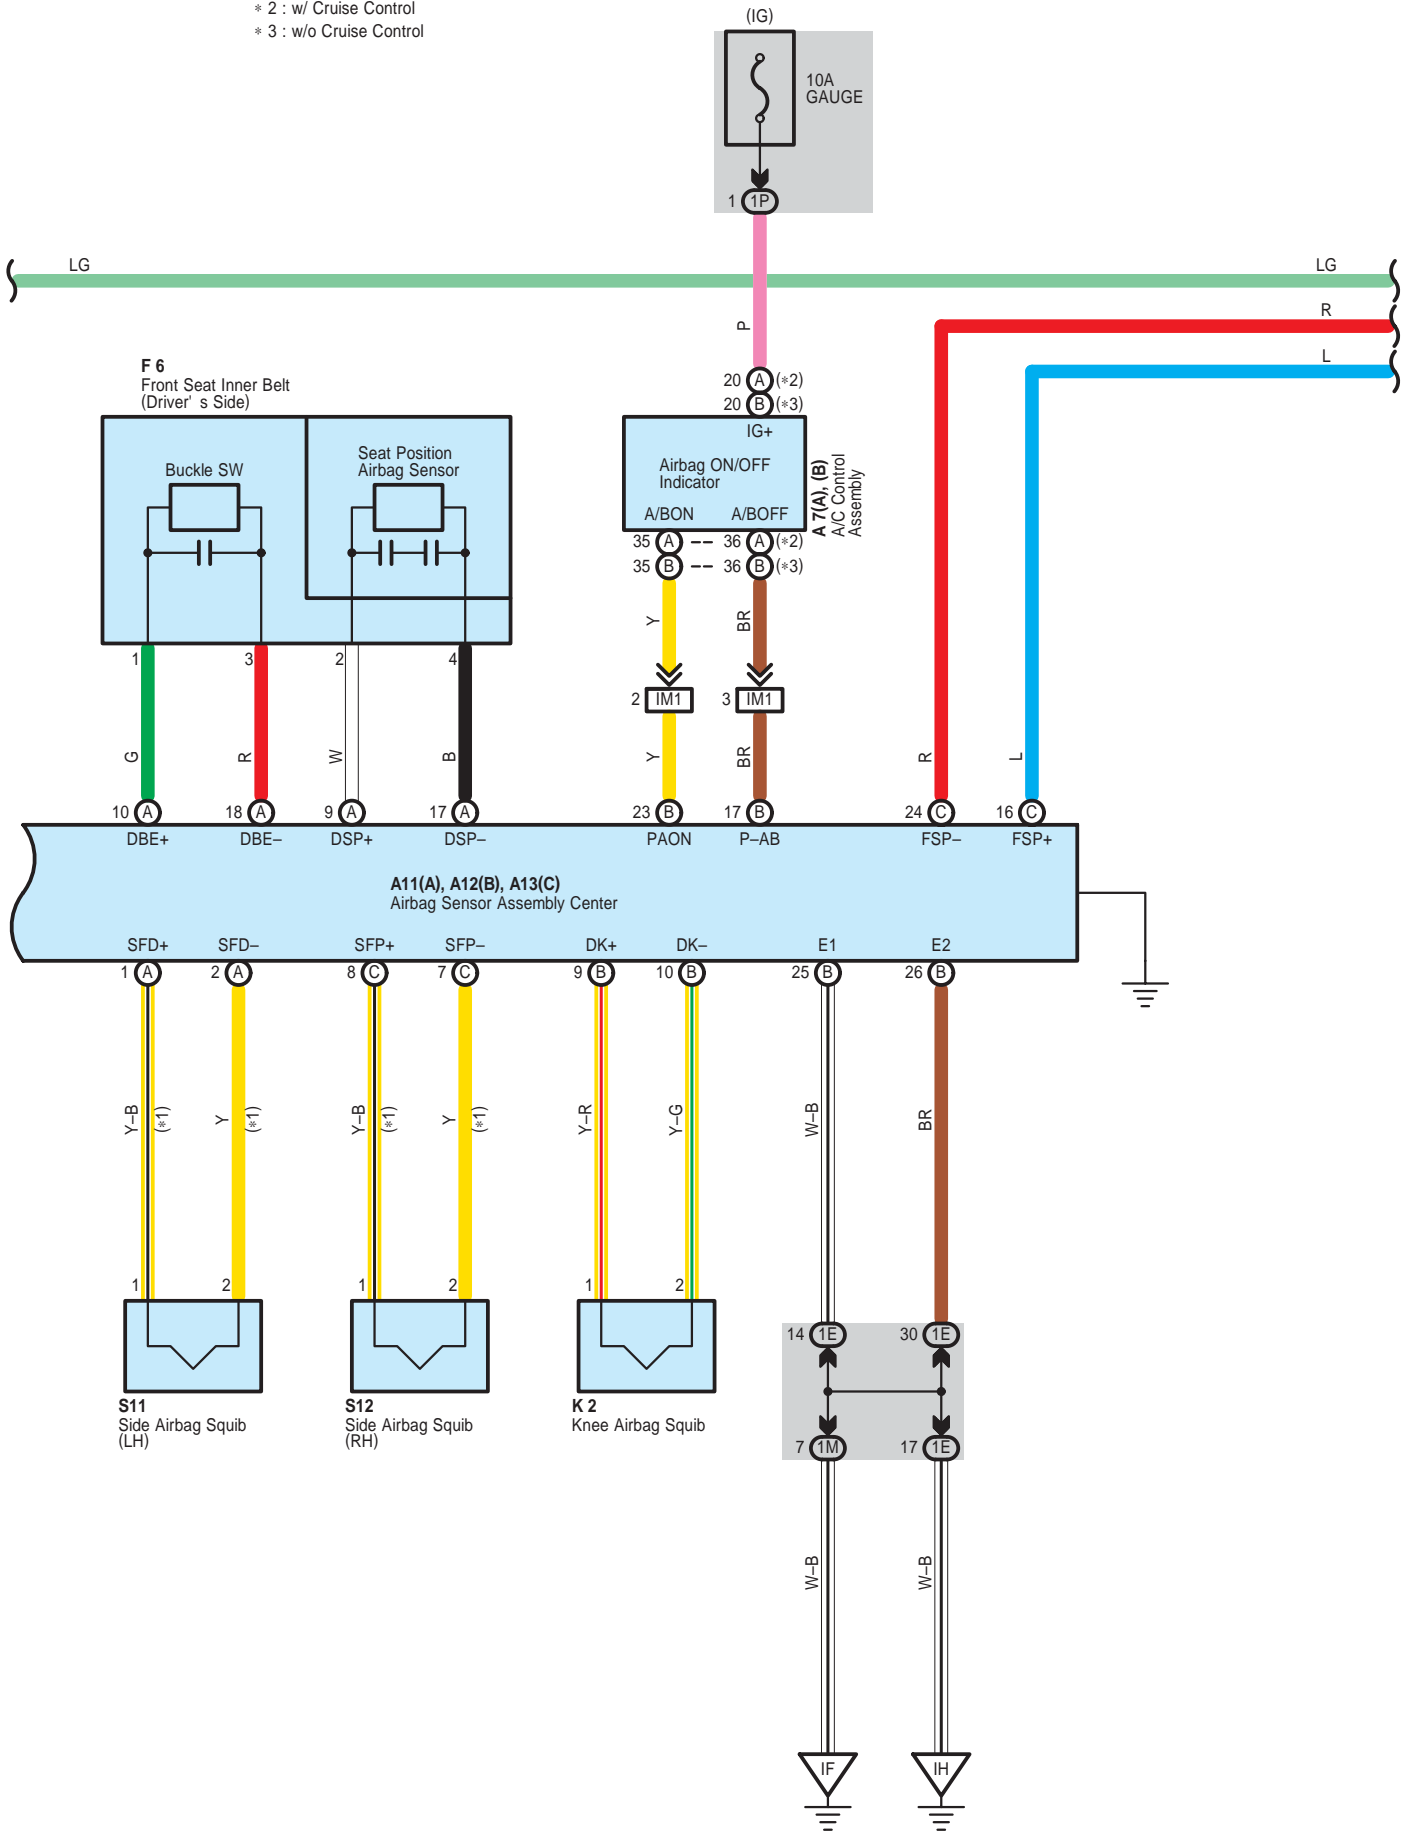 * 2 : w/ Cruise Control
* 3 : w/o Cruise Control
(IG)
10A
GAUGE
1 1P
LG LG
R
L
P
F 6
Front Seat Inner Belt
(Driver' s Side)
20 A (*2)
20 B (*3)
IG+
Buckle SW
Seat Position
Airbag Sensor
Airbag ON/OFF
Indicator
A/BON A/BOFF
A 7(A), (B)
A/C Control
Assembly
35 A -- 36 A (*2)
35 B -- 36 B (*3)
Y BR
1 3 2 4
2 IM1 3 IM1
G R W B Y BR R L
10 A 18 A 9 A 17 A 23 B 17 B 24 C 16 C
DBE+ DBE– DSP+ DSP– PAON P–AB FSP– FSP+
A11(A), A12(B), A13(C)
Airbag Sensor Assembly Center
SFD+ SFD– SFP+ SFP– DK+ DK– E1 E2
1 A 2 A 8 C 7 C 9 B 10 B 25 B 26 B
Y–B (*1) Y (*1) Y–B (*1) Y (*1) Y–R Y–G W–B BR
1 2 1 2 1 2
14 1E 30 1E
S11
Side Airbag Squib
(LH)
S12
Side Airbag Squib
(RH)
K 2
Knee Airbag Squib
7 1M 17 1E
W–B W–B
IF IH